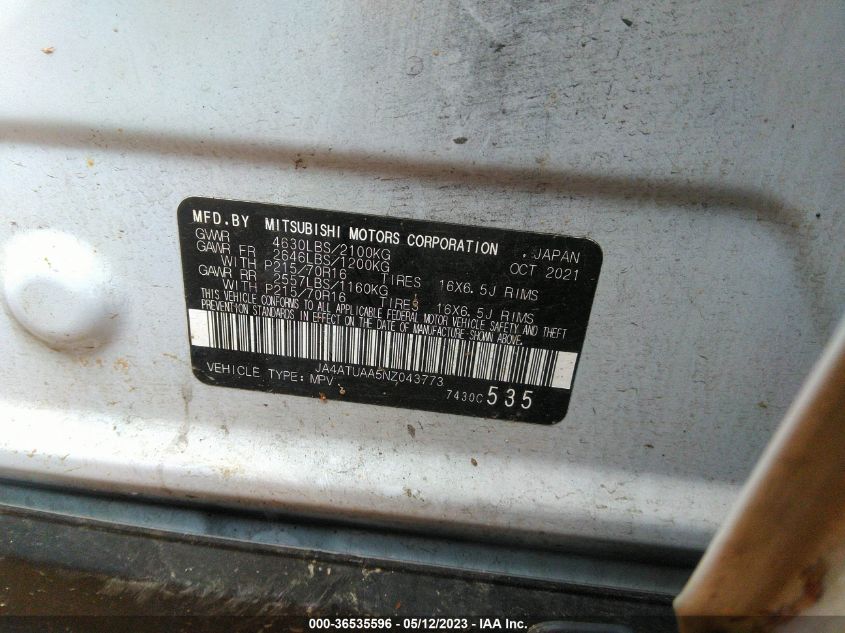 MFD.BY MITSUBISHI MOTORS CORPORATION , JAPAN
GVWR 4630LBS/2100KG OCT 2021
GAWR FR 2646LBS/1200KG
WITH P215/70R16 TIRES 16X6.5J RIMS
GAWR RR 2557LBS/1160KG
WITH P215/70R16 TIRES 16X6.5J RIMS
THIS VEHICLE CONFORMS TO ALL APPLICABLE FEDERAL MOTOR VEHICLE SAFETY AND THEFT
PREVENTION STANDARDS IN EFFECT ON THE DATE OF MANUFACTURE SHOWN ABOVE.
JA4ATUAA5NZ043773
VEHICLE TYPE: MPV
7430C 535
000-36535596 - 05/12/2023 - IAA Inc.